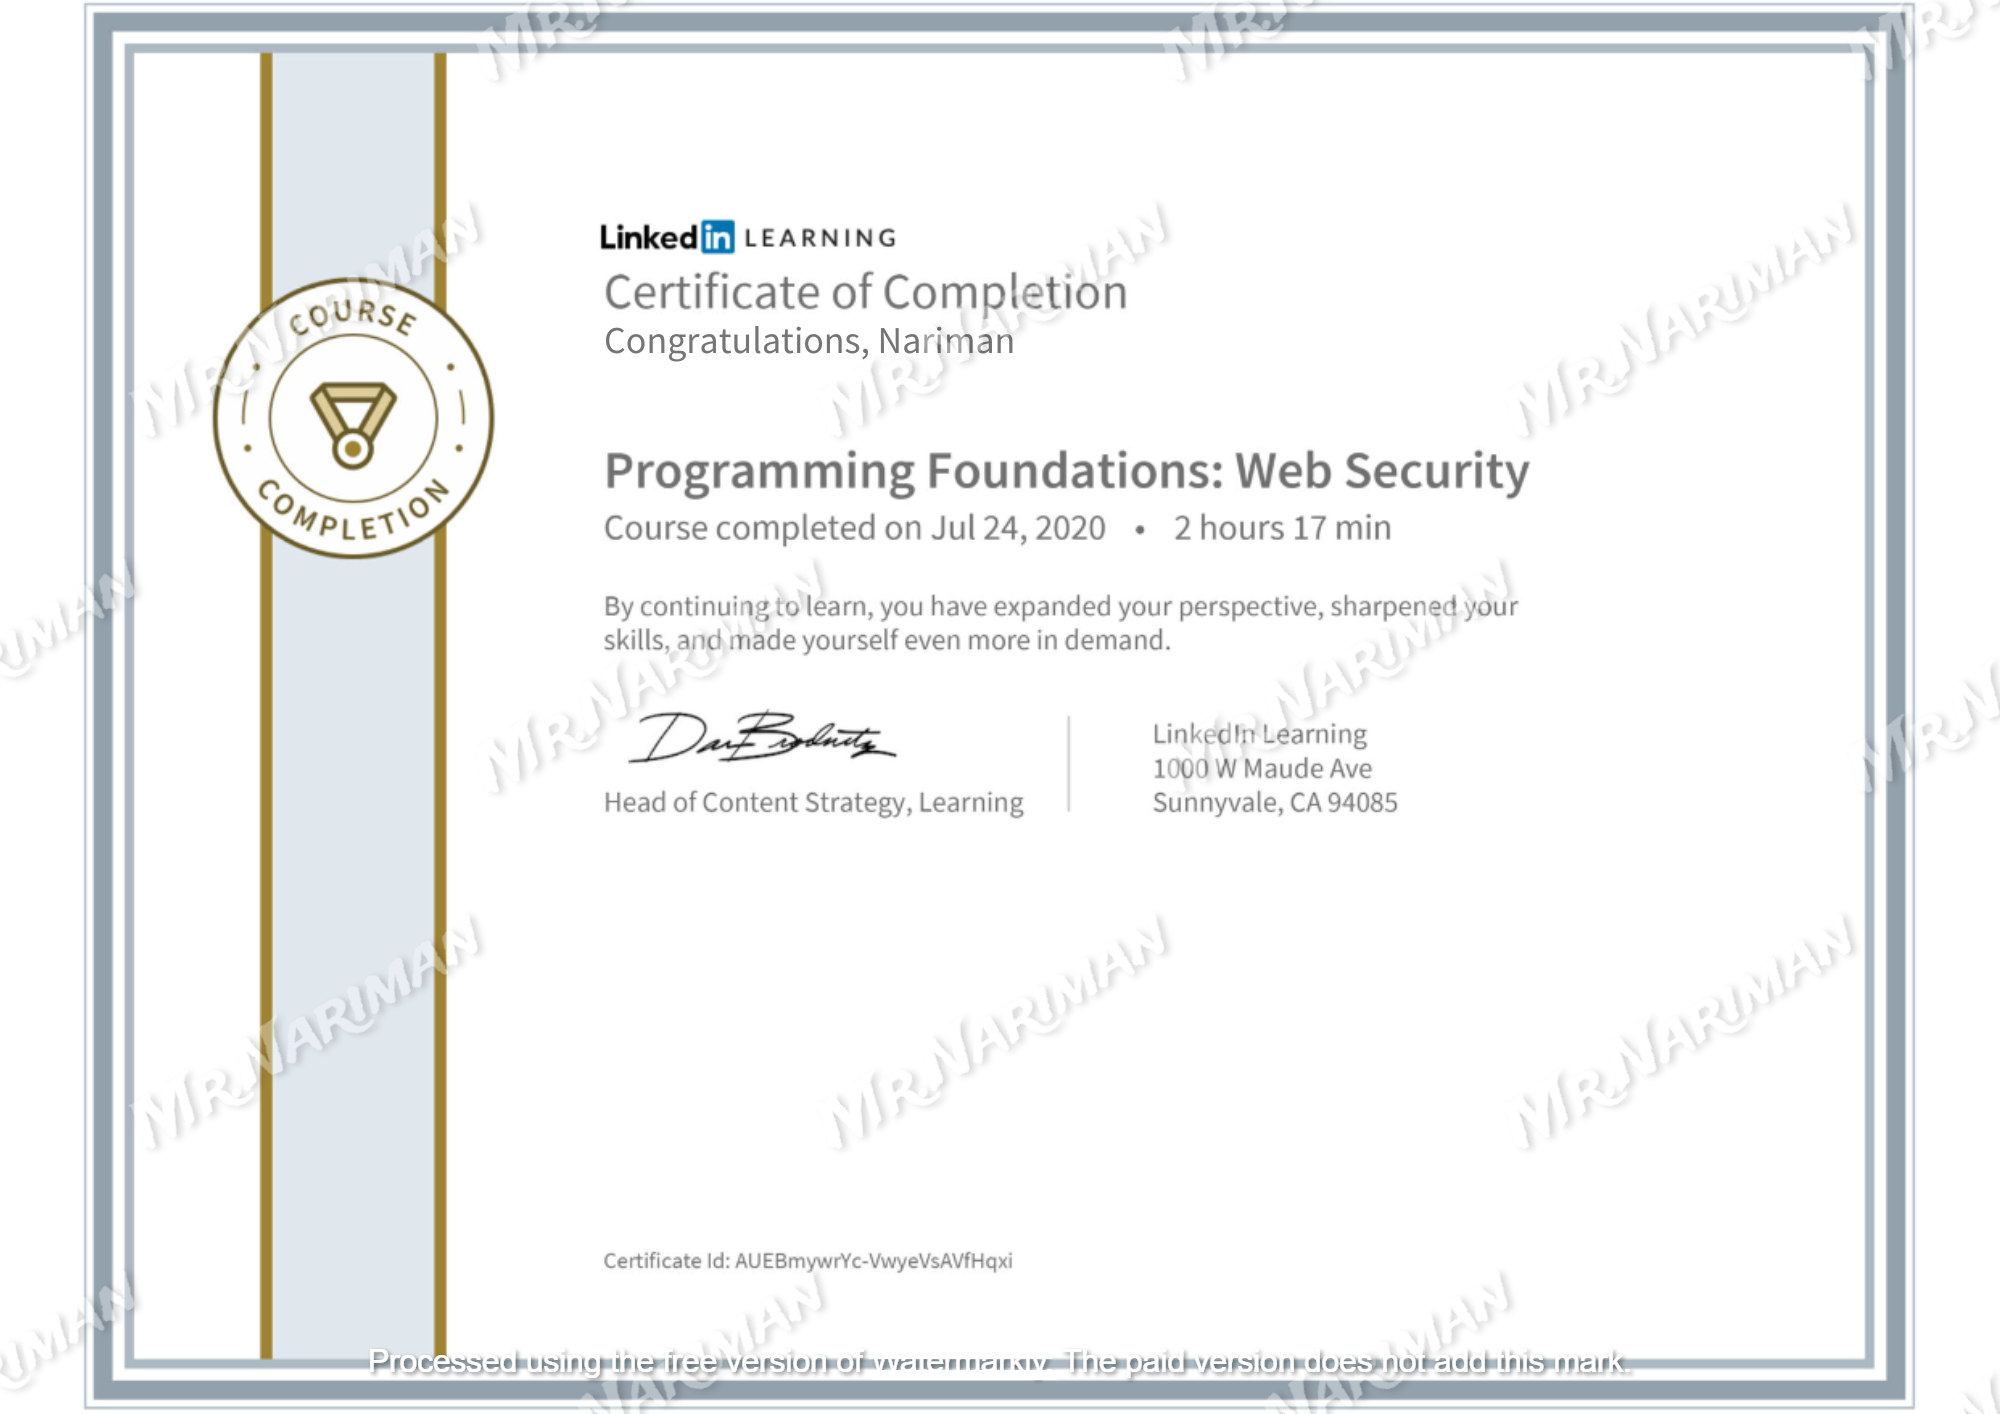 MR.NARIMAN
LinkedIn LEARNING
Certificate of Completion
Congratulations, Nariman
COURSE
COMPLETION
Programming Foundations: Web Security
Course completed on Jul 24, 2020 • 2 hours 17 min
By continuing to learn, you have expanded your perspective, sharpened your
skills, and made yourself even more in demand.
Head of Content Strategy, Learning
LinkedIn Learning
1000 W Maude Ave
Sunnyvale, CA 94085
Certificate Id: AUEBmywrYc-VwyeVsAVfHqxi
Processed using the free version of Watermarkly. The paid version does not add this mark.